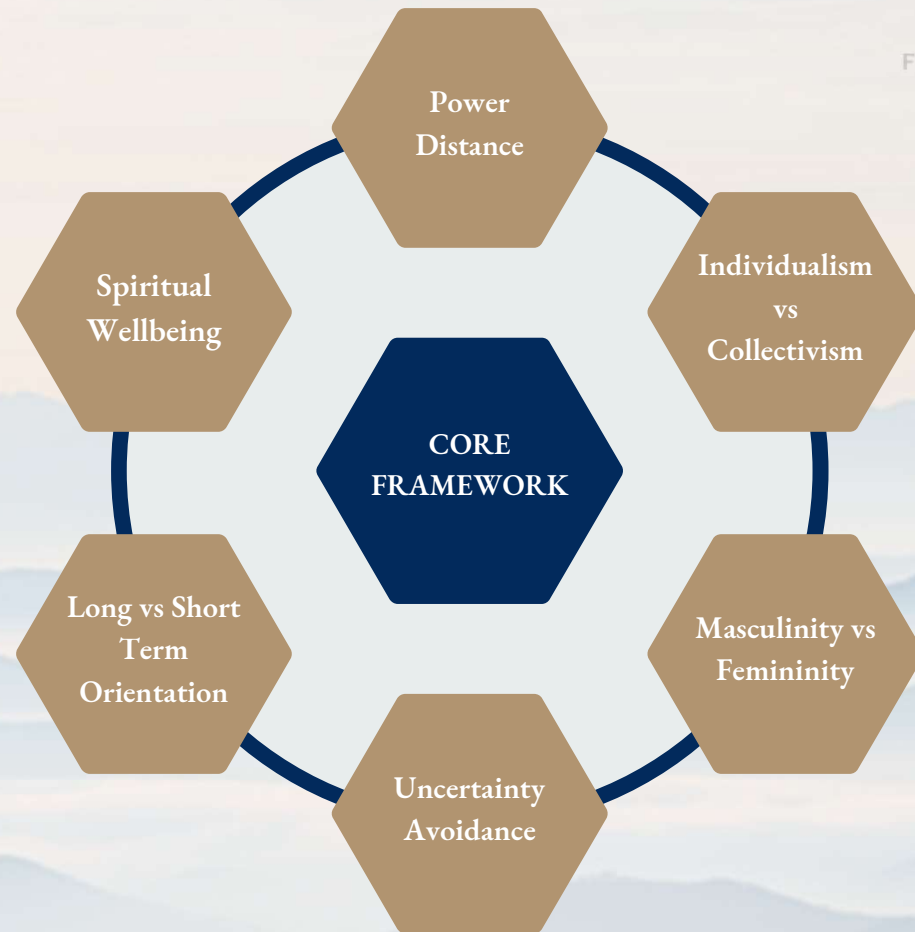 F
Power
Distance
Individualism
vs
Collectivism
Spiritual
Wellbeing
CORE
FRAMEWORK
Long vs Short
Term
Orientation
Masculinity vs
Femininity
Uncertainty
Avoidance